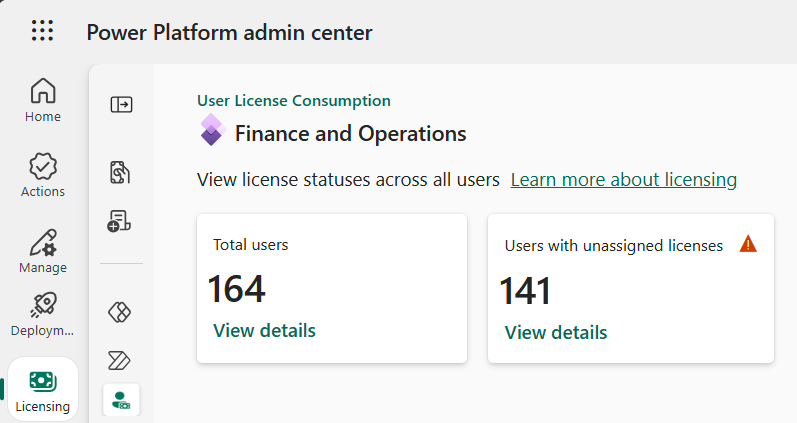 Power Platform admin center
Home
Actions
Manage
Deploym...
Licensing
User License Consumption
Finance and Operations
View license statuses across all users Learn more about licensing
Total users
164
View details
Users with unassigned licenses
141
View details